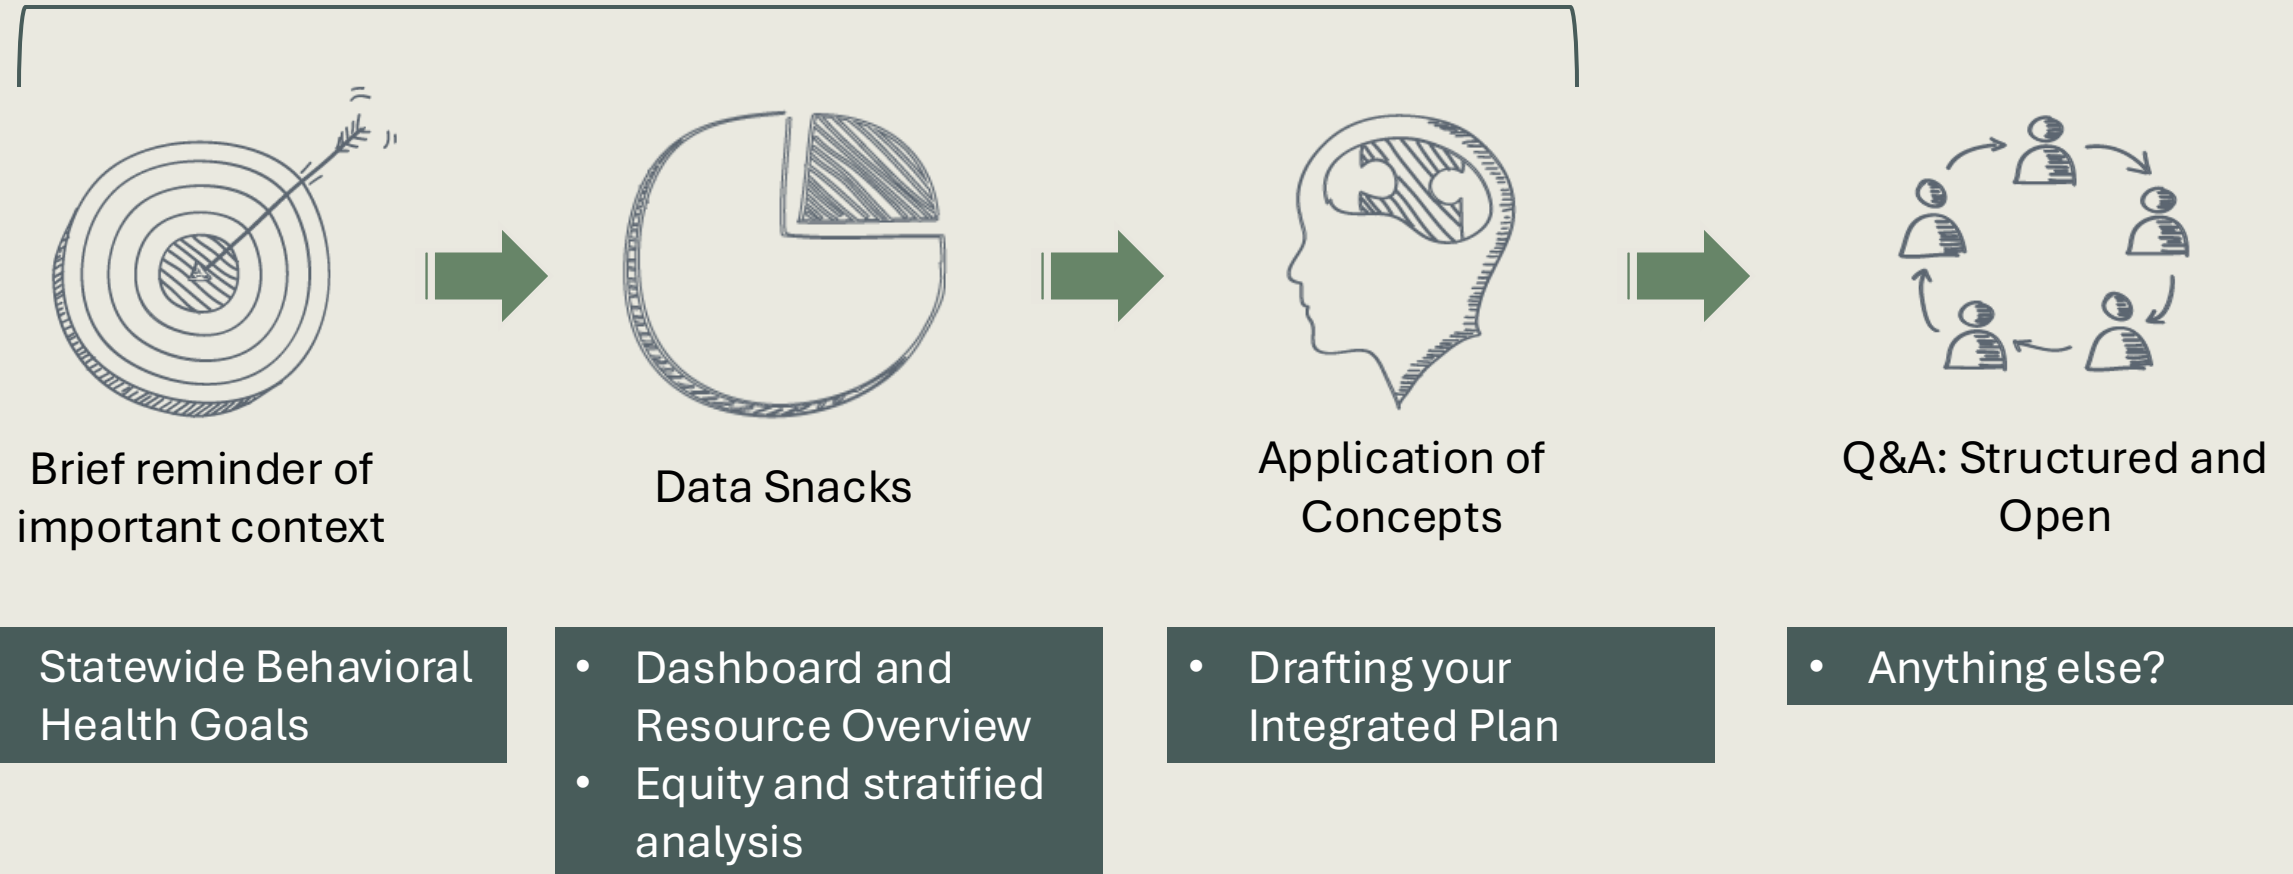 Brief reminder of
important context
Data Snacks
Application of
Concepts
Q&A: Structured and
Open
Statewide Behavioral
Health Goals
• Dashboard and
Resource Overview
• Equity and stratified
analysis
• Drafting your
Integrated Plan
• Anything else?